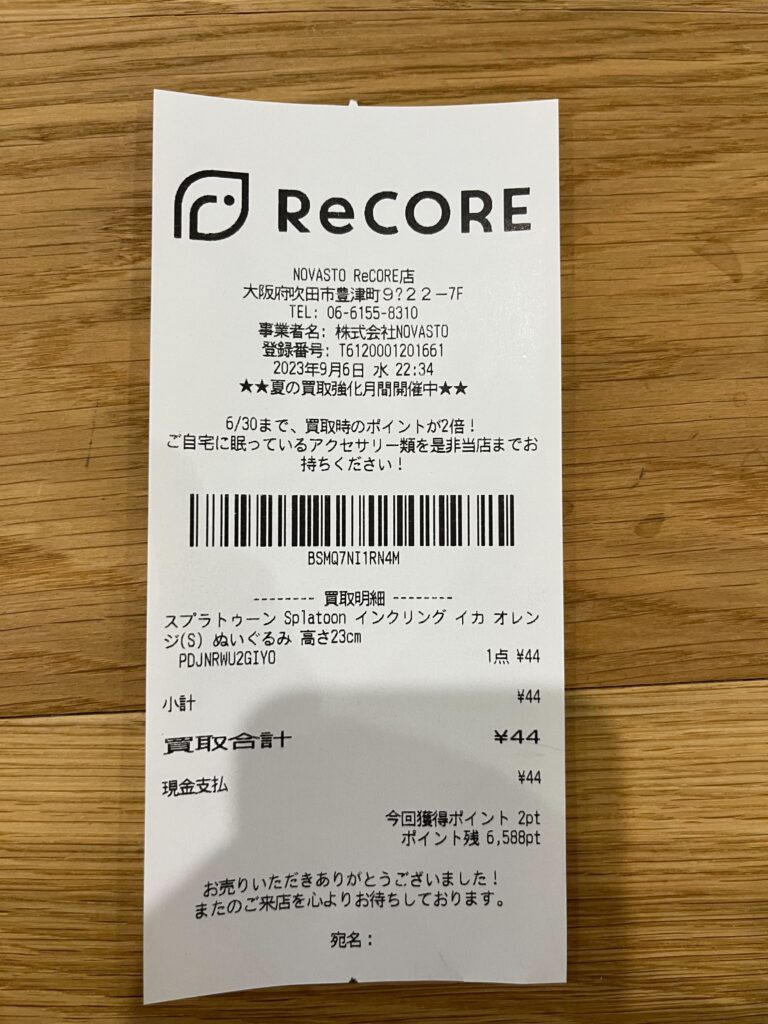 ReCORE
NOVASTO ReCORE店
大阪府吹田市豊津町9?22－7F
TEL: 06-6155-8310
事業者名: 株式会社NOVASTO
登録番号: T6120001201661
2023年9月6日 水 22:34
★★夏の買取強化月間開催中★★
6/30まで、買取時のポイントが2倍！
ご自宅に眠っているアクセサリー類を是非当店までお
持ちください！
BSMQ7NI1RN4M
-------- 買取明細 --------
スプラトゥーン Splatoon インクリング イカ オレン
ジ(S) ぬいぐるみ 高さ23cm
PDJNRWU2GIYO 1点 ¥44
小計 ¥44
買取合計 ¥44
現金支払 ¥44
今回獲得ポイント 2pt
ポイント残 6,588pt
お売りいただきありがとうございました！
またのご来店を心よりお待ちしております。
宛名：